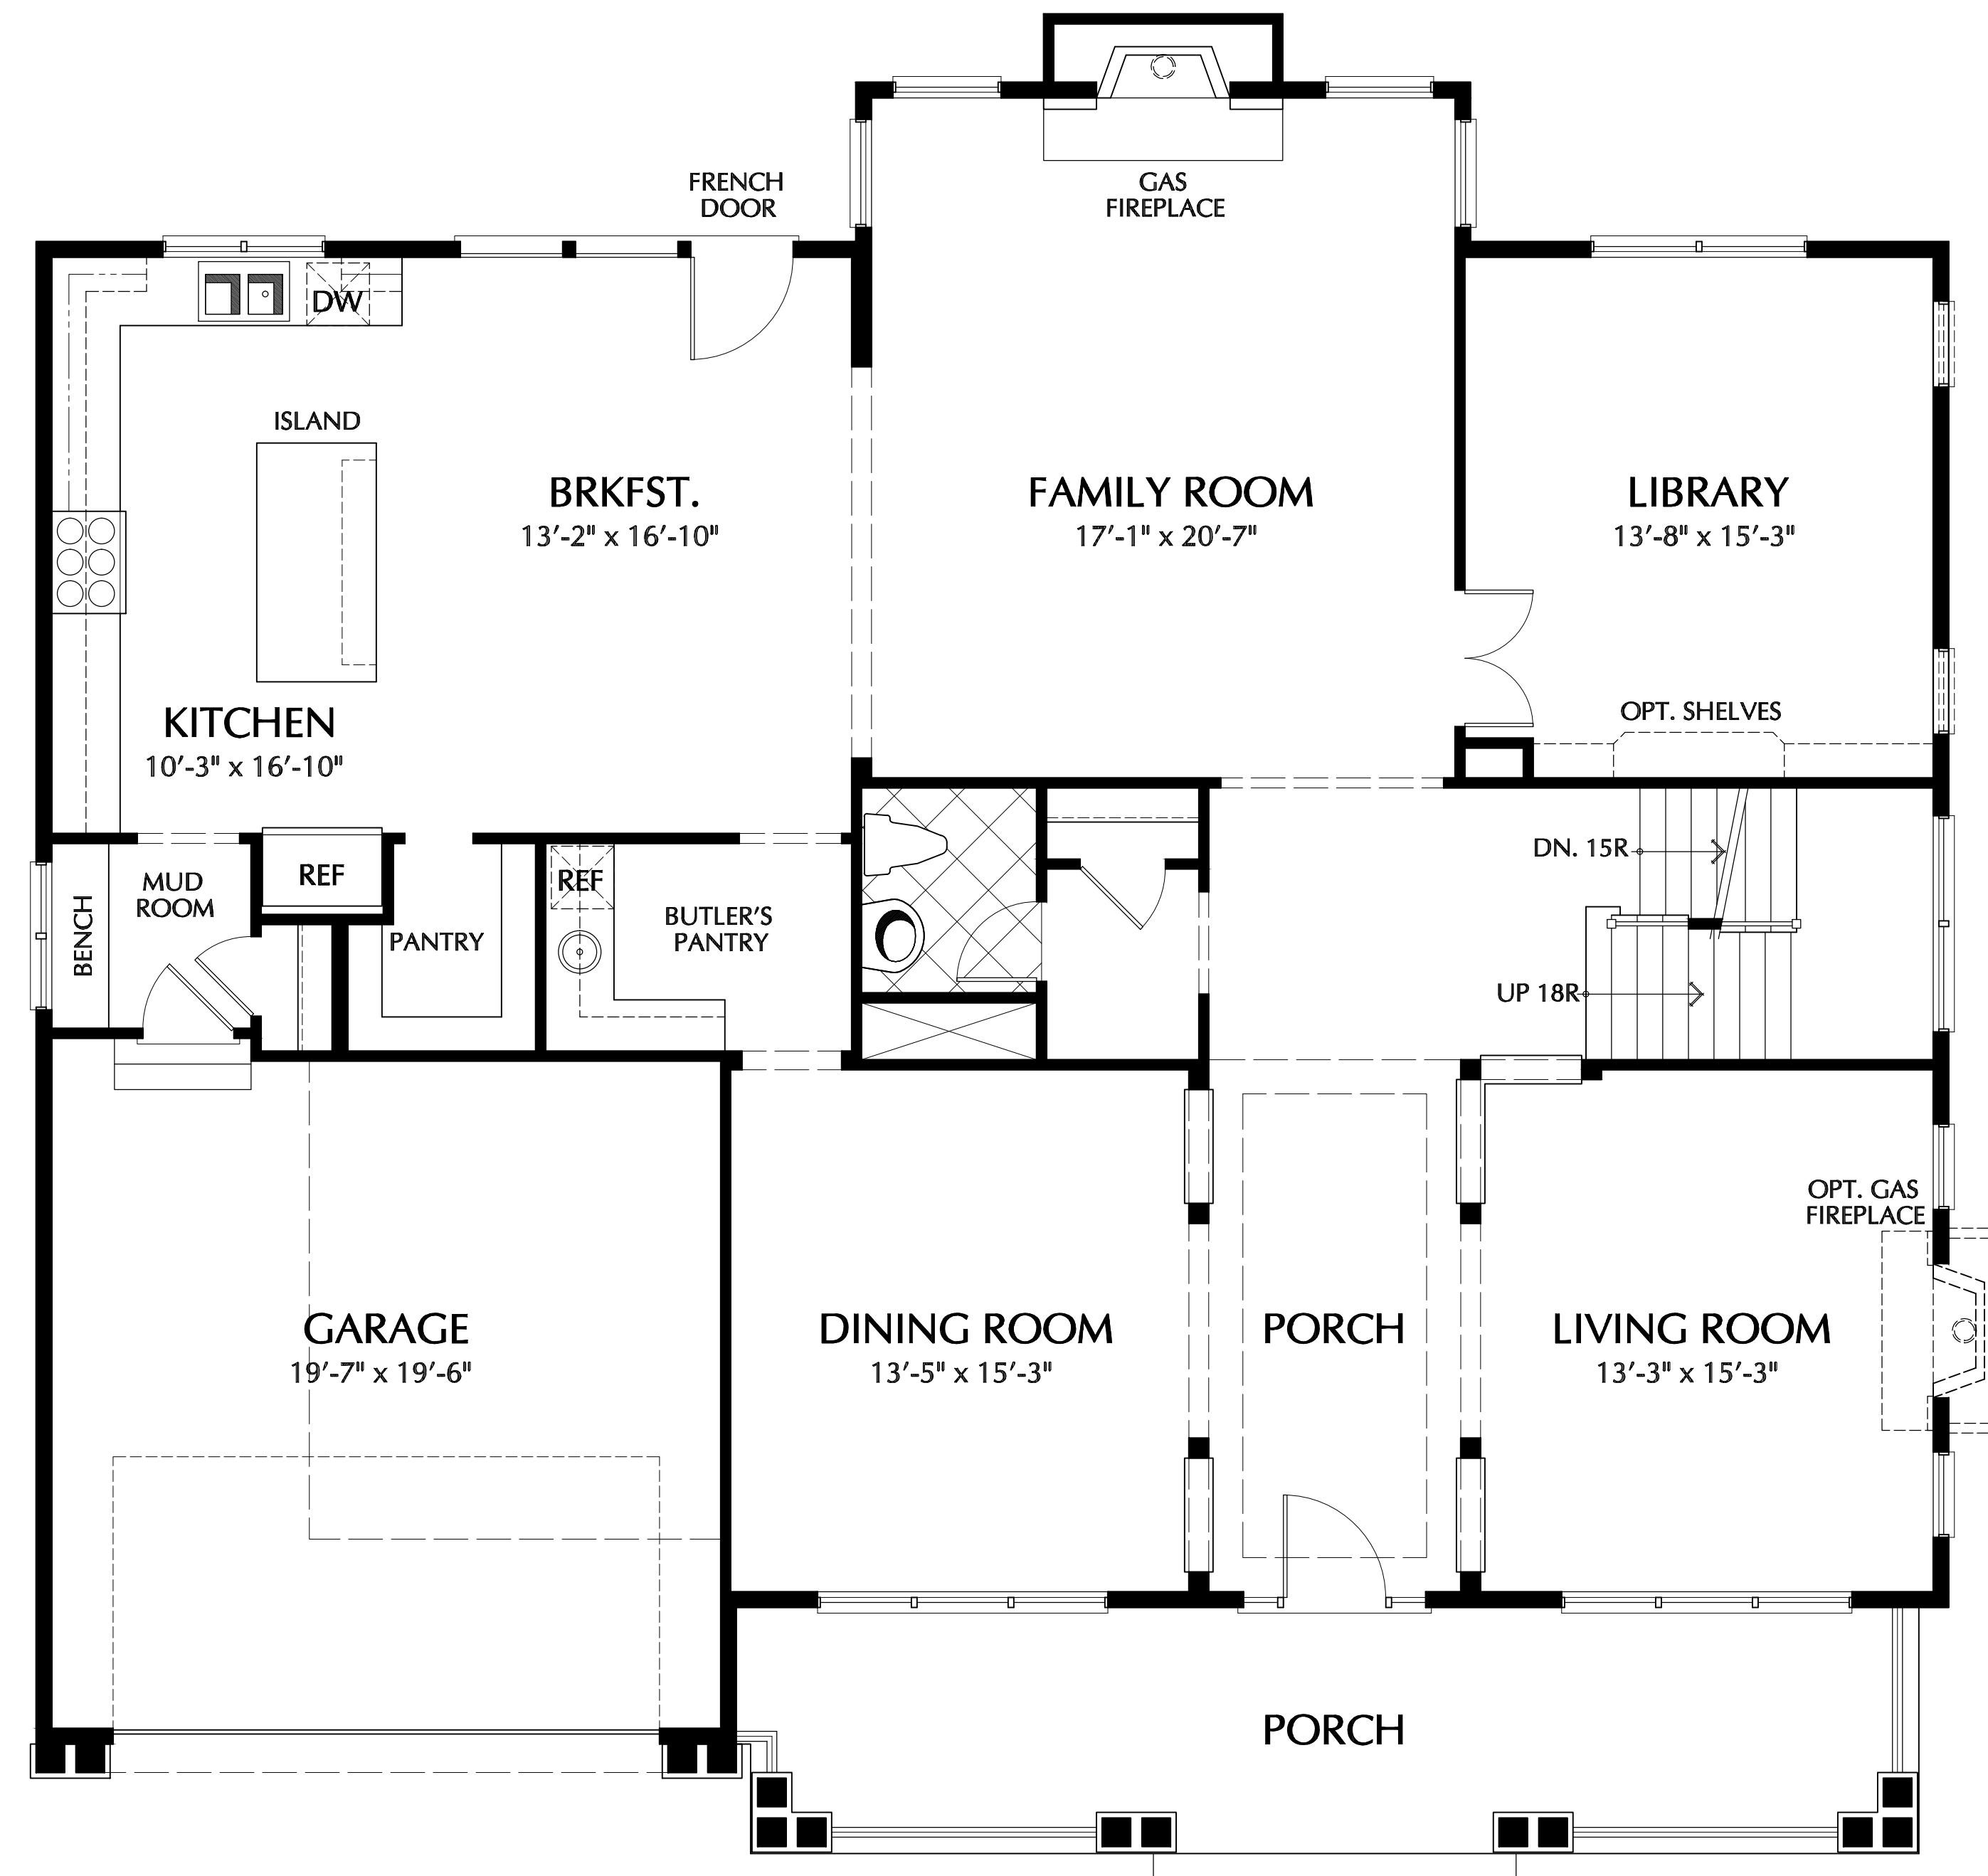 FRENCH
DOOR
GAS
FIREPLACE
DW
ISLAND
BRKFST.
13'-2" x 16'-10"
FAMILY ROOM
17'-1" x 20'-7"
LIBRARY
13'-8" x 15'-3"
KITCHEN
10'-3" x 16'-10"
OPT. SHELVES
BENCH
MUD
ROOM
REF
PANTRY
REF
BUTLER'S
PANTRY
DN. 15R
UP 18R
OPT. GAS
FIREPLACE
GARAGE
19'-7" x 19'-6"
DINING ROOM
13'-5" x 15'-3"
PORCH
LIVING ROOM
13'-3" x 15'-3"
PORCH